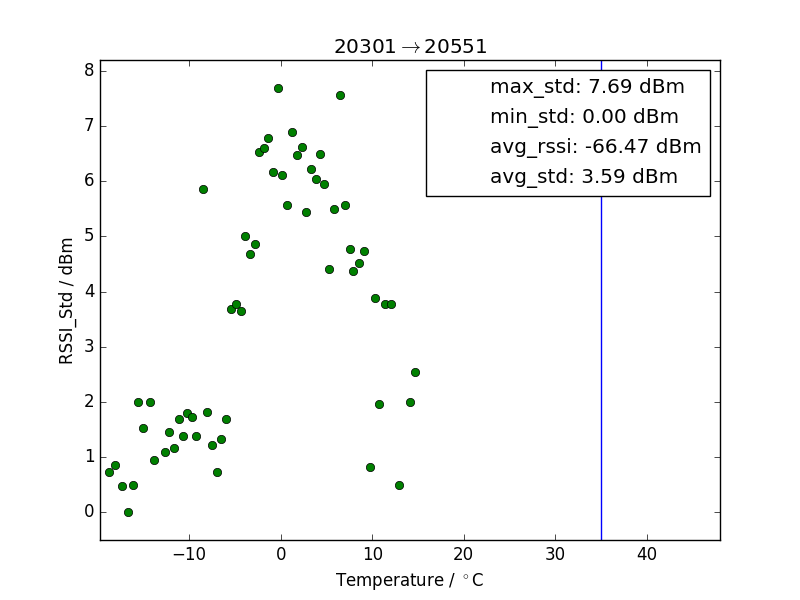 20301→20551
max_std: 7.69 dBm
min_std: 0.00 dBm
avg_rssi: -66.47 dBm
avg_std: 3.59 dBm
RSSI_Std / dBm
8
7
6
5
4
3
2
1
0
−10 0 10 20 30 40
Temperature / °C